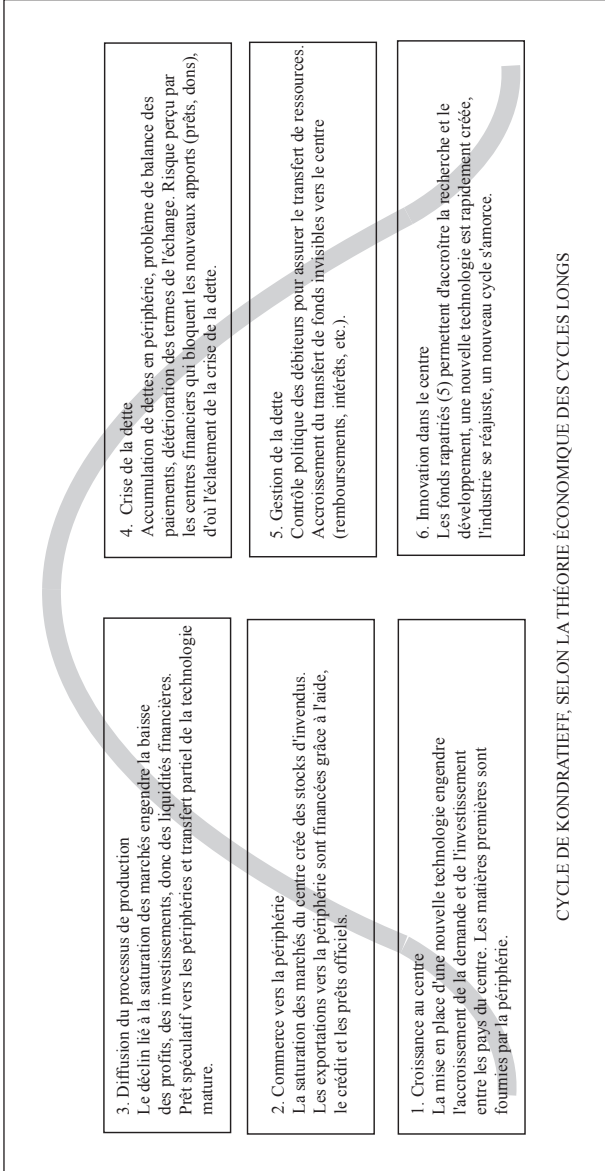 3. Diffusion du processus de production
Le déclin lié à la saturation des marchés engendre la baisse
des profits, des investissements, donc des liquidités financières.
Prêt spéculatif vers les périphéries et transfert partiel de la technologie
mature.
4. Crise de la dette
Accumulation de dettes en périphérie, problème de balance des
paiements, détérioration des termes de l'échange. Risque perçu par
les centres financiers qui bloquent les nouveaux apports (prêts, dons),
d'où l'éclatement de la crise de la dette.
2. Commerce vers la périphérie
La saturation des marchés du centre crée des stocks d'invendus.
Les exportations vers la périphérie sont financées grâce à l'aide,
le crédit et les prêts officiels.
5. Gestion de la dette
Contrôle politique des débiteurs pour assurer le transfert de ressources.
Accroissement du transfert de fonds invisibles vers le centre
(remboursements, intérêts, etc.).
1. Croissance au centre
La mise en place d'une nouvelle technologie engendre
l'accroissement de la demande et de l'investissement
entre les pays du centre. Les matières premières sont
fournies par la périphérie.
6. Innovation dans le centre
Les fonds rapatriés (5) permettent d'accroître la recherche et le
développement, une nouvelle technologie est rapidement créée,
l'industrie se réajuste, un nouveau cycle s'amorce.
CYCLE DE KONDRATIEFF, SELON LA THÉORIE ÉCONOMIQUE DES CYCLES LONGS